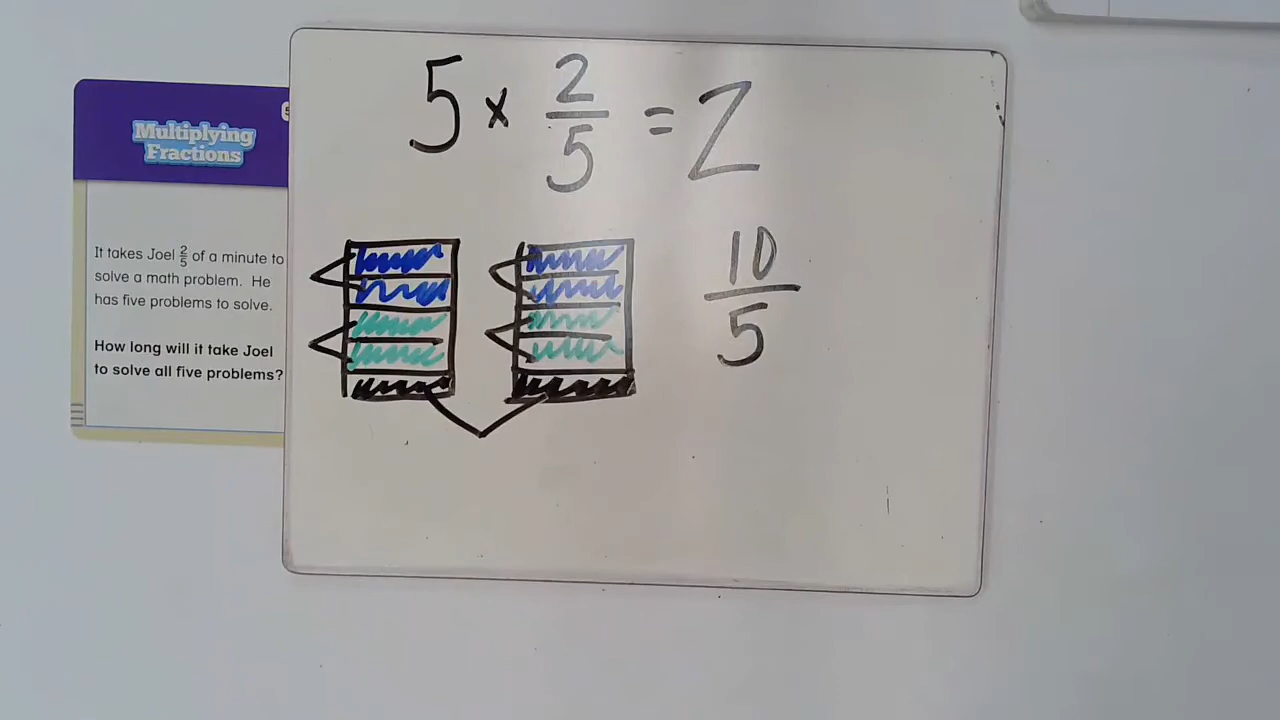 Multiplying
Fractions
It takes Joel 2/5 of a minute to
solve a math problem. He
has five problems to solve.
How long will it take Joel
to solve all five problems?
5 × 2/5 = 2
10/5